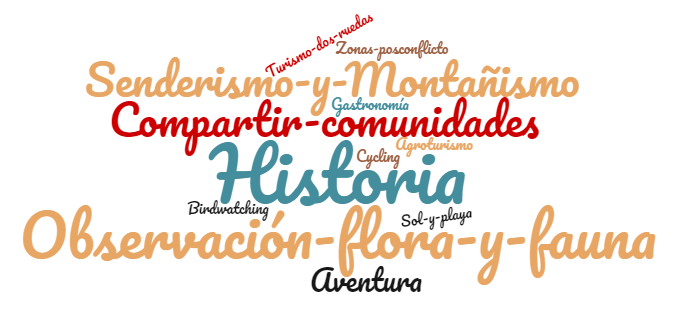 Turismo-dos-ruedas
Zonas-posconflicto
Senderismo-y-Montañismo
Gastronomía
Compartir-comunidades
Agroturismo
Cycling
Historia
Birdwatching
Sol-y-playa
Observación-flora-y-fauna
Aventura